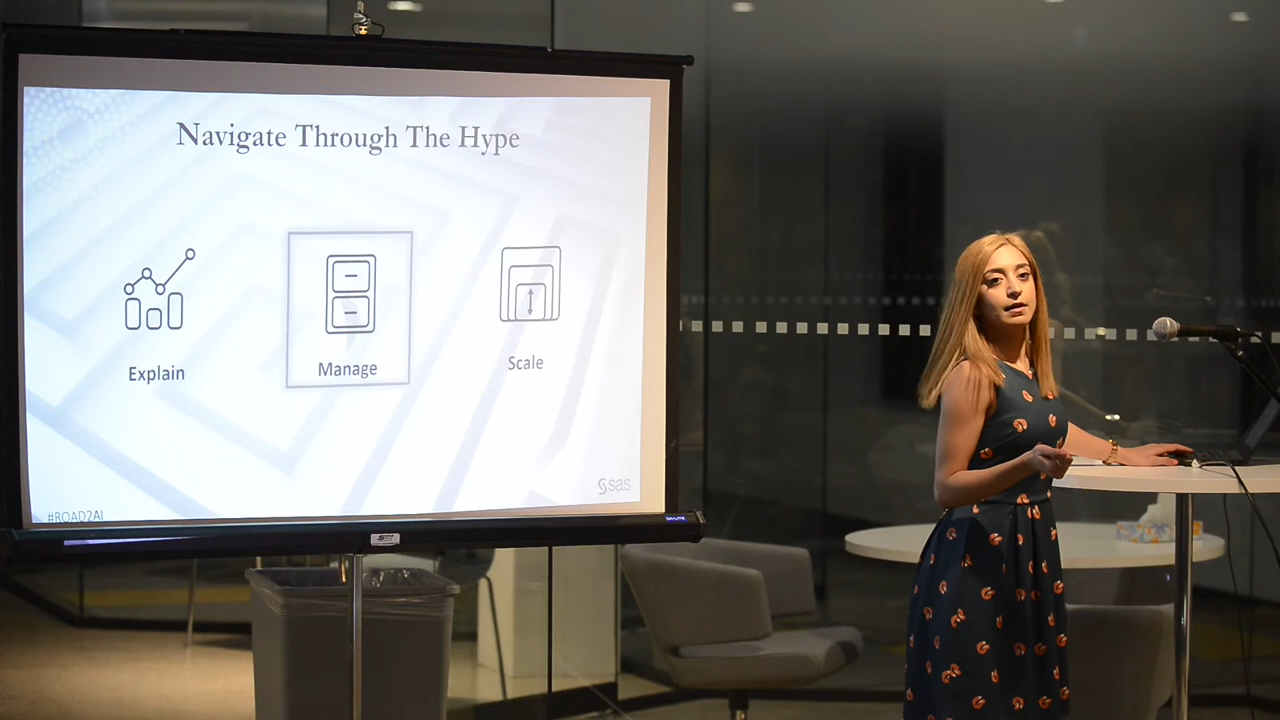 Navigate Through The Hype
Explain
Manage
Scale
sas
#ROAD2AI